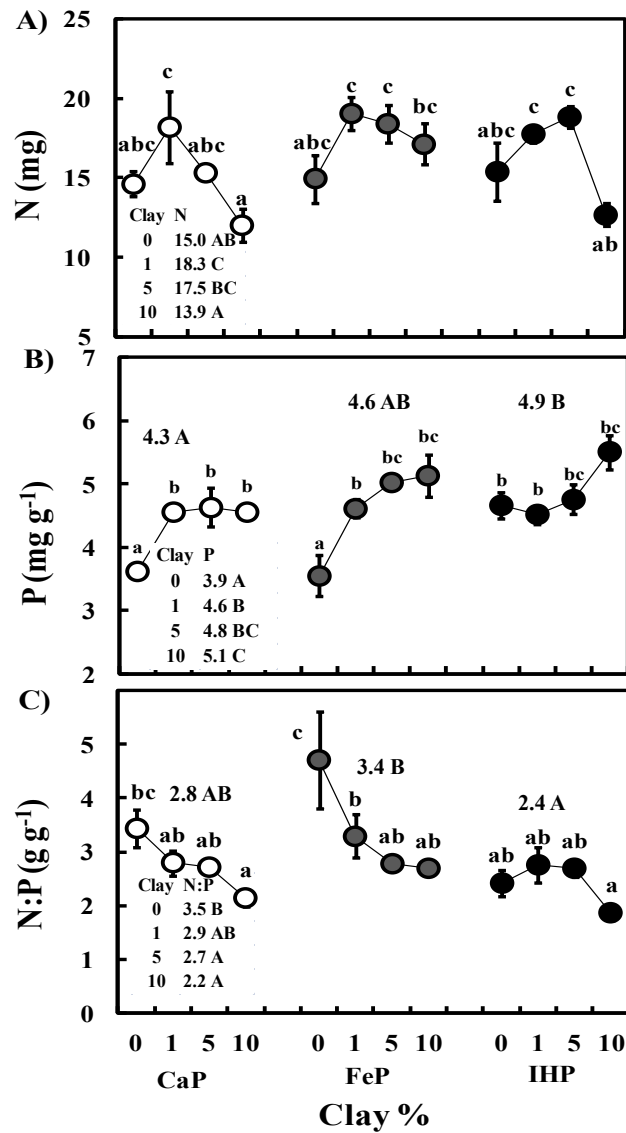 A)
25
20
15
10
5
N (mg)
abc c abc a
abc c c bc
abc c c ab
Clay N
0 15.0 AB
1 18.3 C
5 17.5 BC
10 13.9 A
B)
7
6
5
4
3
2
P (mg g-1)
4.3 A 4.6 AB 4.9 B
a b b b
a b bc bc
b b bc bc
Clay P
0 3.9 A
1 4.6 B
5 4.8 BC
10 5.1 C
C)
5
4
3
2
1
0
N:P (g g-1)
2.8 AB 3.4 B 2.4 A
bc ab ab a
c b ab ab
ab ab ab a
Clay N:P
0 3.5 B
1 2.9 AB
5 2.7 A
10 2.2 A
0 1 5 10 0 1 5 10 0 1 5 10
CaP FeP IHP
Clay %